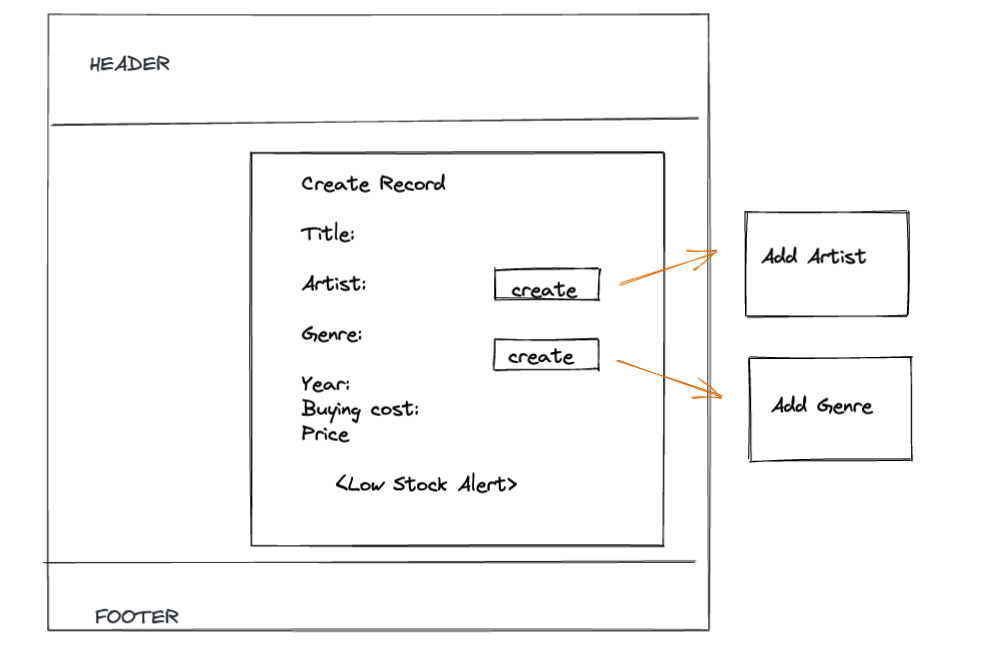 HEADER
Create Record
Title:
Artist:
create
Genre:
create
Year:
Buying cost:
Price
<Low Stock Alert>
Add Artist
Add Genre
FOOTER